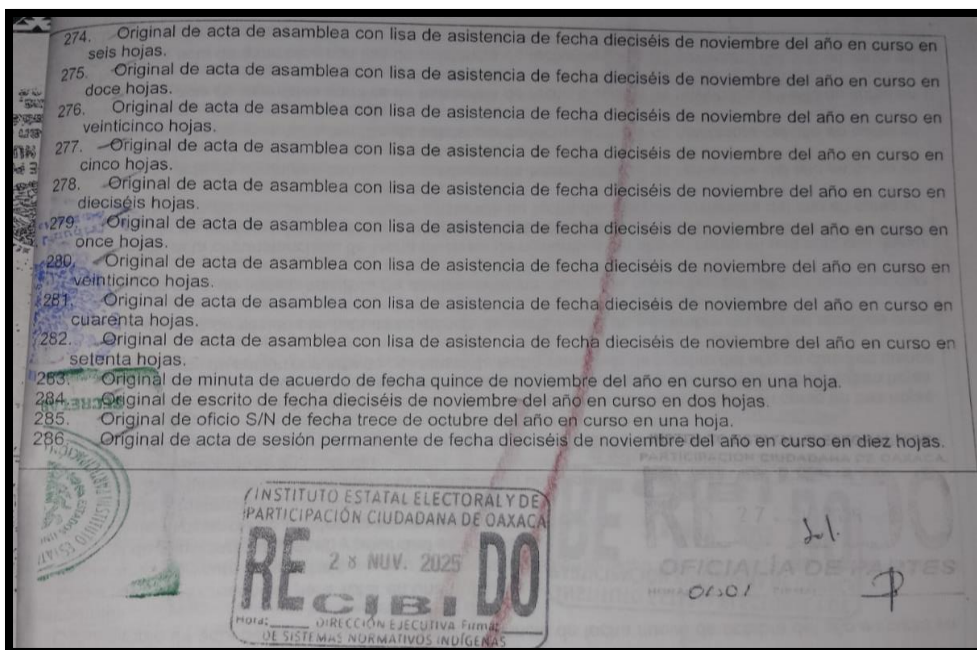 274. Original de acta de asamblea con lisa de asistencia de fecha dieciséis de noviembre del año en curso en
seis hojas.
275. Original de acta de asamblea con lisa de asistencia de fecha dieciséis de noviembre del año en curso en
doce hojas.
276. Original de acta de asamblea con lisa de asistencia de fecha dieciséis de noviembre del año en curso en
veinticinco hojas.
277. Original de acta de asamblea con lisa de asistencia de fecha dieciséis de noviembre del año en curso en
cinco hojas.
278. Original de acta de asamblea con lisa de asistencia de fecha dieciséis de noviembre del año en curso en
dieciséis hojas.
279. Original de acta de asamblea con lisa de asistencia de fecha dieciséis de noviembre del año en curso en
once hojas.
280. Original de acta de asamblea con lisa de asistencia de fecha dieciséis de noviembre del año en curso en
veinticinco hojas.
281. Original de acta de asamblea con lisa de asistencia de fecha dieciséis de noviembre del año en curso en
cuarenta hojas.
282. Original de acta de asamblea con lisa de asistencia de fecha dieciséis de noviembre del año en curso en
setenta hojas.
283. Original de minuta de acuerdo de fecha quince de noviembre del año en curso en una hoja.
284. Original de escrito de fecha dieciséis de noviembre del año en curso en dos hojas.
285. Original de oficio S/N de fecha trece de octubre del año en curso en una hoja.
286. Original de acta de sesión permanente de fecha dieciséis de noviembre del año en curso en diez hojas.
PARTICIPACIÓN CIUDADANA DE OAXACA
INSTITUTO ESTATAL ELECTORAL Y DE
PARTICIPACIÓN CIUDADANA DE OAXACA
28 NOV. 2025
RECIBIDO
Hora: DIRECCIÓN EJECUTIVA Firma:
DE SISTEMAS NORMATIVOS INDÍGENAS
27
OFICIALÍA DE PARTES